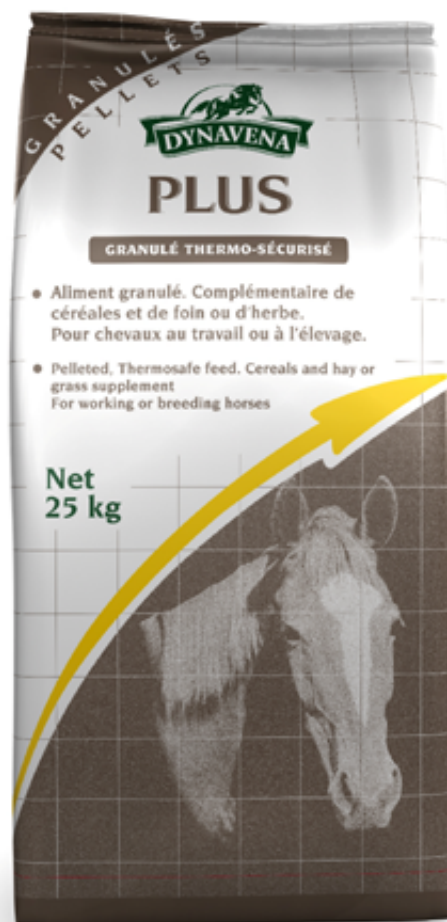 GRANULÉS
PELLETS
DYNAVENA
PLUS
GRANULÉ THERMO-SÉCURISÉ
• Aliment granulé. Complémentaire de
céréales et de foin ou d'herbe.
Pour chevaux au travail ou à l'élevage.
• Pelleted, Thermosafe feed. Cereals and hay or
grass supplement
For working or breeding horses
Net
25 kg